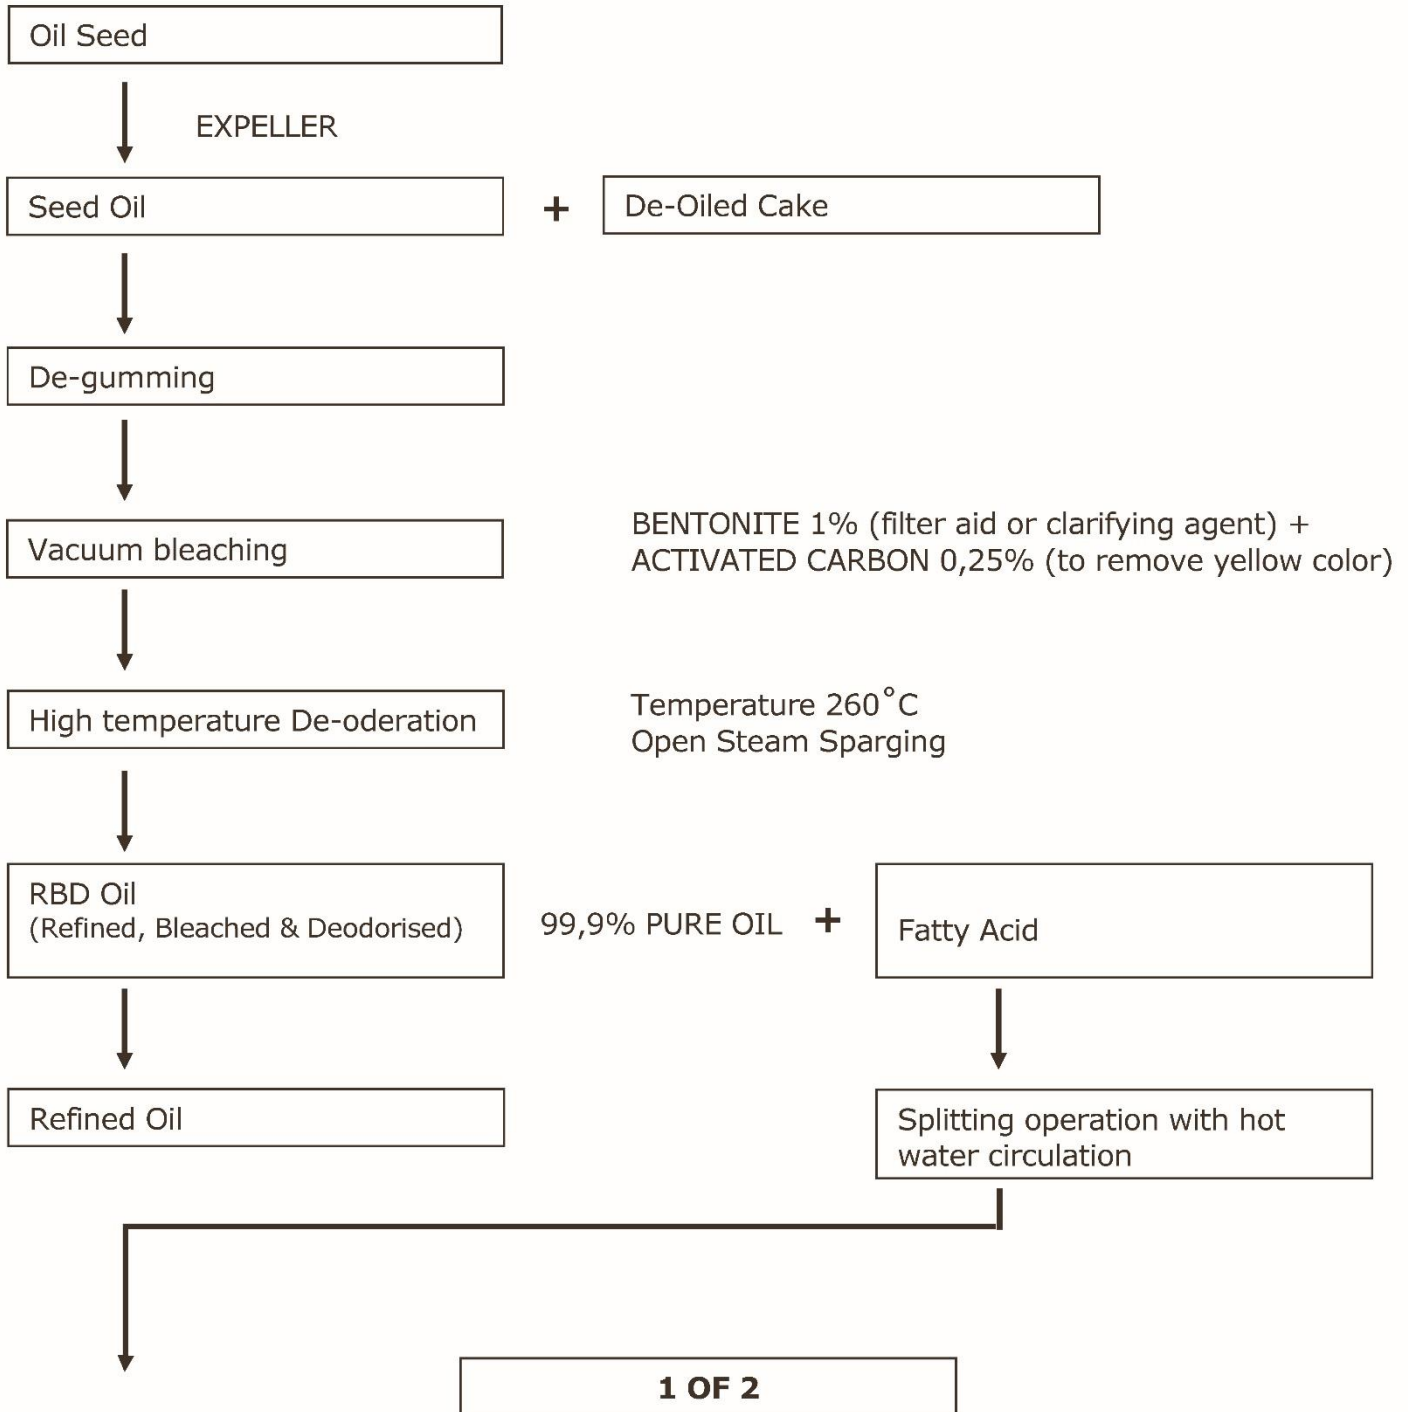 Oil Seed
EXPELLER
Seed Oil
+
De-Oiled Cake
De-gumming
Vacuum bleaching
BENTONITE 1% (filter aid or clarifying agent) +
ACTIVATED CARBON 0,25% (to remove yellow color)
High temperature De-oderation
Temperature 260˚C
Open Steam Sparging
RBD Oil
(Refined, Bleached & Deodorised)
99,9% PURE OIL
+
Fatty Acid
Refined Oil
Splitting operation with hot
water circulation
1 OF 2